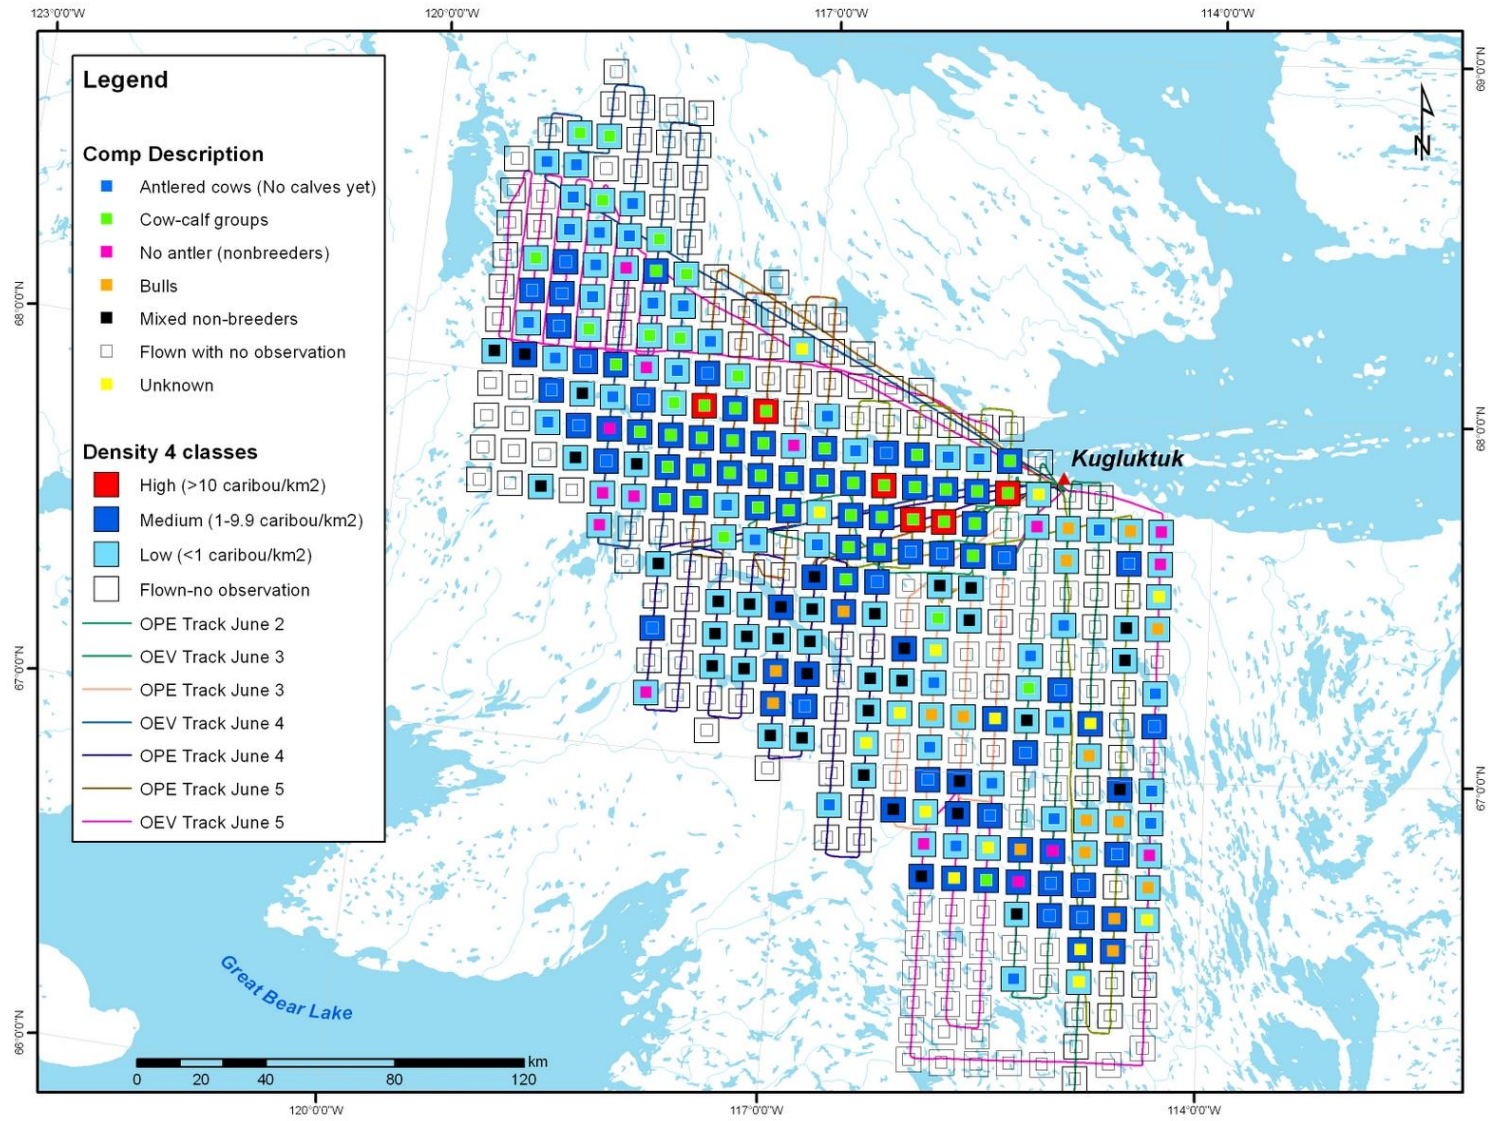 123°0'0"W 120°0'0"W 117°0'0"W 114°0'0"W
69°0'0"N
Legend
Comp Description
Antlered cows (No calves yet)
Cow-calf groups
No antler (nonbreeders)
Bulls
Mixed non-breeders
Flown with no observation
Unknown
Density 4 classes
High (>10 caribou/km2)
Medium (1-9.9 caribou/km2)
Low (<1 caribou/km2)
Flown-no observation
OPE Track June 2
OEV Track June 3
OPE Track June 3
OEV Track June 4
OPE Track June 4
OPE Track June 5
OEV Track June 5
N
68°0'0"N
68°0'0"N
Kugluktuk
67°0'0"N
67°0'0"N
Great Bear Lake
66°0'0"N
km
0 20 40 80 120
120°0'0"W 117°0'0"W 114°0'0"W